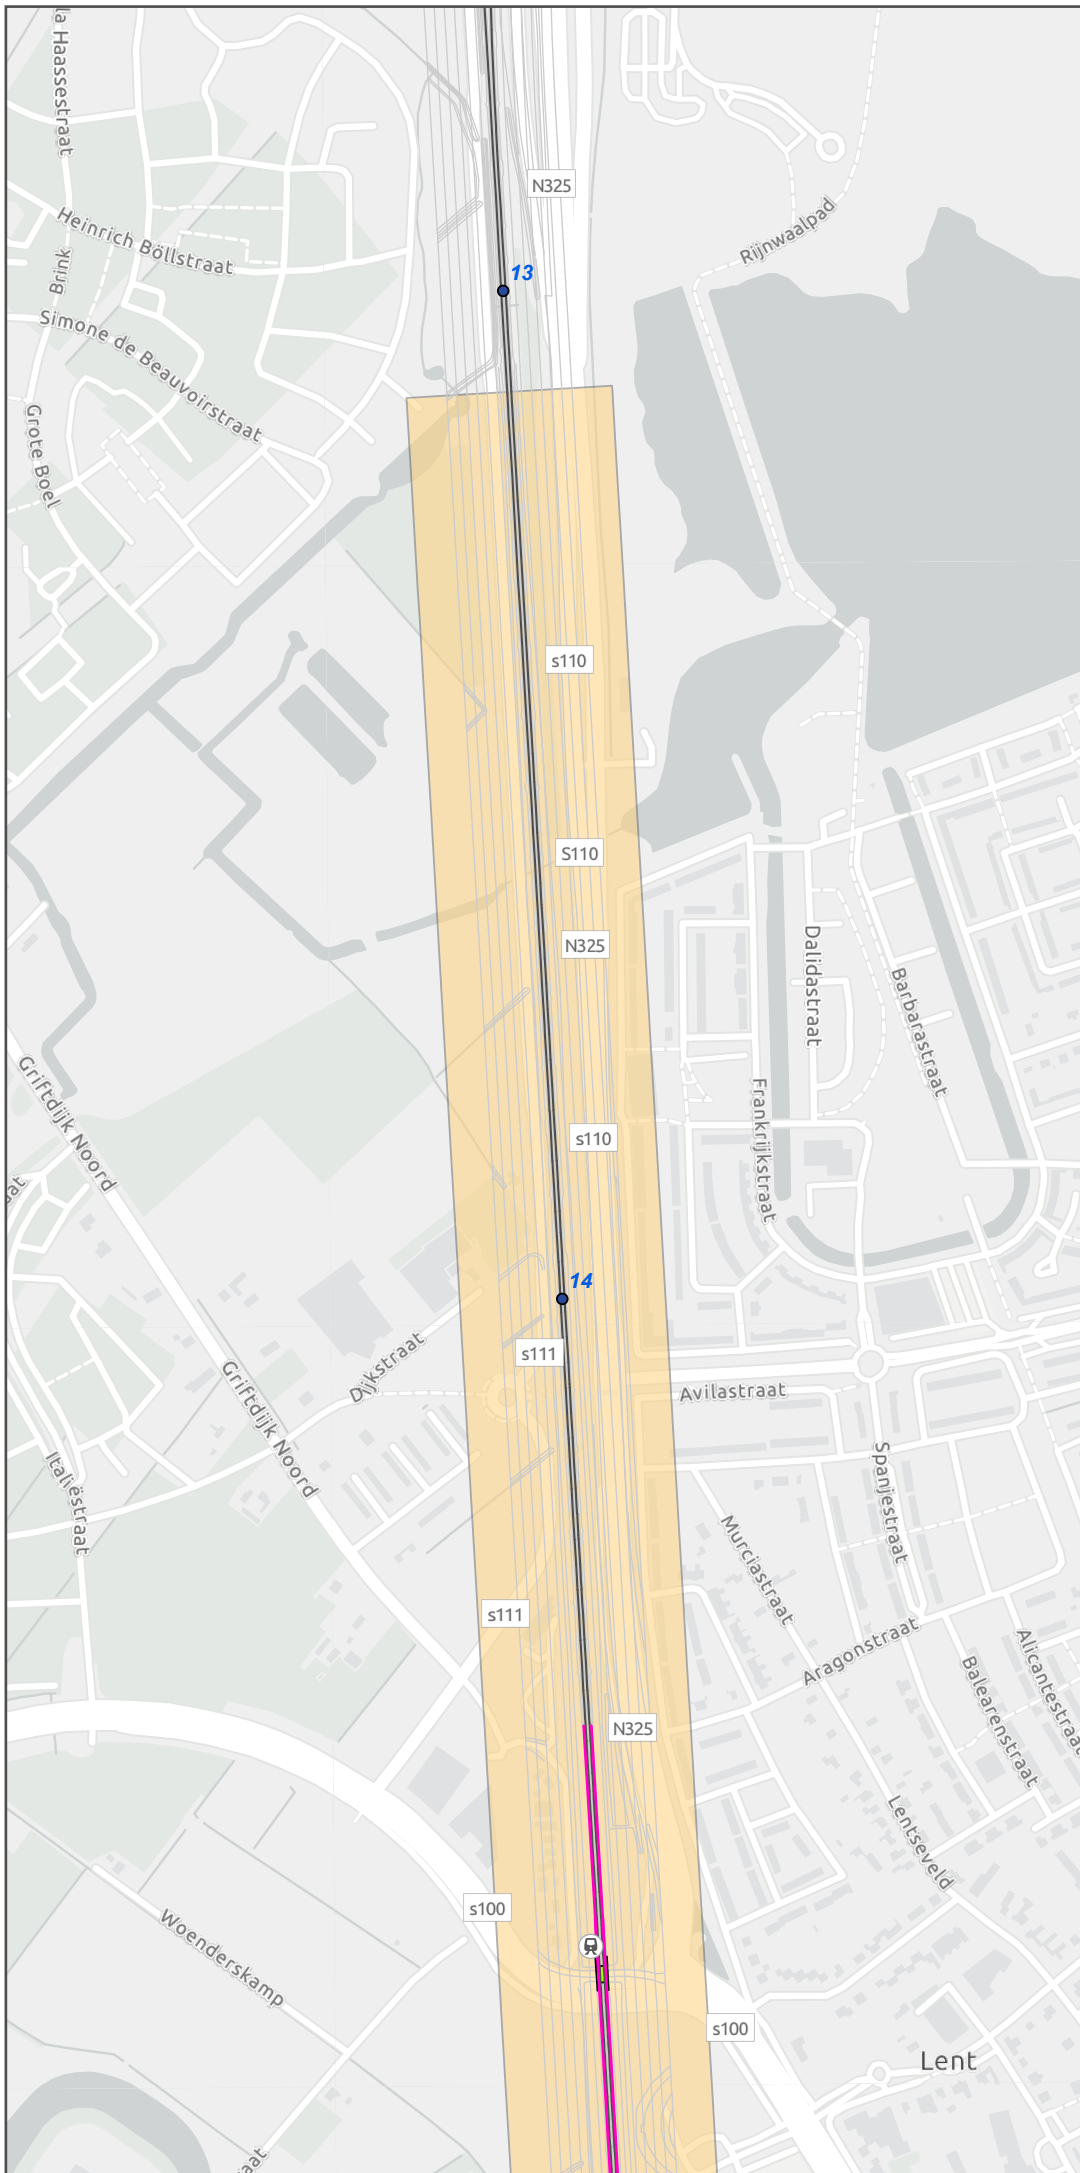 la Haassestraat
N325
Rijnwaalpad
Heinrich Böllstraat
Brink
13
Simone de Beauvoirstraat
Grote Boel
s110
S110
N325
Dalidastraat
Barbarastraat
Griftdijk Noord
Frankrijkstraat
s110
aat
14
s111
Dijkstraat
Avilastraat
Griftdijk Noord
Italiëstraat
Spanjestraat
Murciastraat
s111
Aragonstraat
Alicantestraat
Balearenstraat
N325
Lentseveld
s100
Woenderskamp
s100
Lent
aat